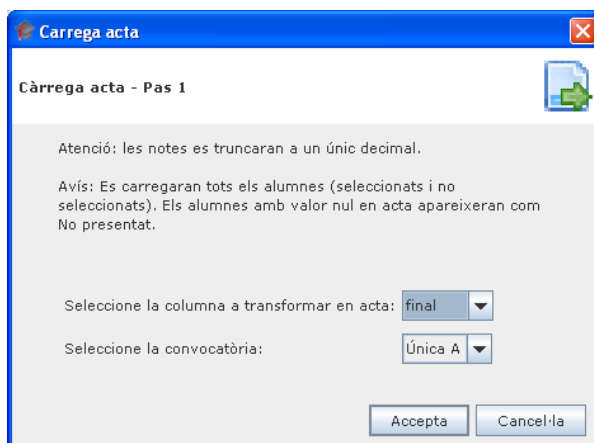 Carrega acta
Càrrega acta - Pas 1
Atenció: les notes es truncaran a un únic decimal.
Avís: Es carregaran tots els alumnes (seleccionats i no
seleccionats). Els alumnes amb valor nul en acta apareixeran com
No presentat.
Seleccione la columna a transformar en acta: final
Seleccione la convocatòria: Única A
Accepta Cancel·la